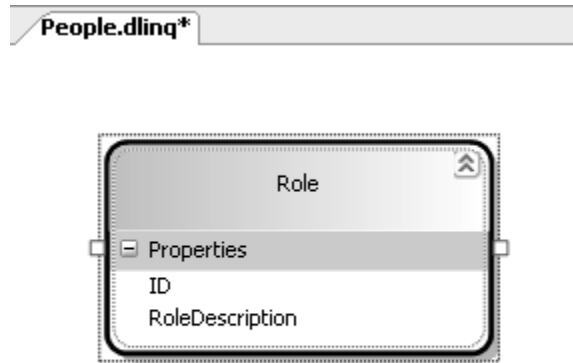 People.dlinq*
Role
Properties
ID
RoleDescription